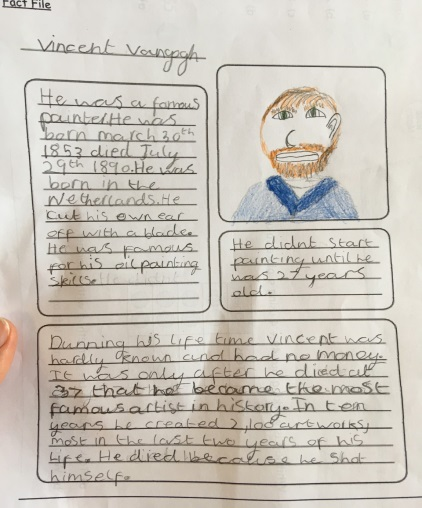 Fact File
Vincent Vangogh
He was a famous
painter.He was
born march 30th
1853 died July
29th 1890.He was
born in the
Netherlands.He
cut his own ear
off with a blade.
He was famous
for his oil painting
skills.
He didnt start
painting until he
was 27 years
old.
Dunning his life time Vincent was
hardly known and had no money.
It was only after he died at
37 that he became the most
famous artist in history. In ten
years he created 2,100 artworks,
most in the last two years of his
life. He died because he shot
himself.